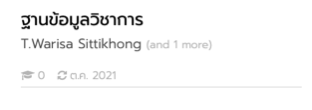 ฐานข้อมูลวิชาการ
T.Warisa Sittikhong (and 1 more)
0 ต.ค. 2021